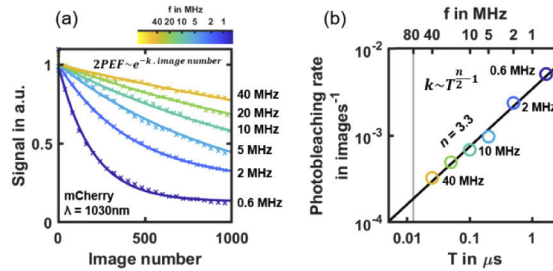 (a)
f in MHz
40 20 10 5 2 1
2PEF~e^-k.image number
Signal in a.u.
1
0.5
0
40 MHz
20 MHz
10 MHz
5 MHz
2 MHz
0.6 MHz
mCherry
λ = 1030nm
0 500 1000
Image number
(b)
f in MHz
80 40 10 5 2 1
Photobleaching rate
in images^-1
10^-2
10^-3
10^-4
k~T^(n/2-1)
n = 3.3
0.6 MHz
2 MHz
10 MHz
40 MHz
0.01 0.1 1
T in μs